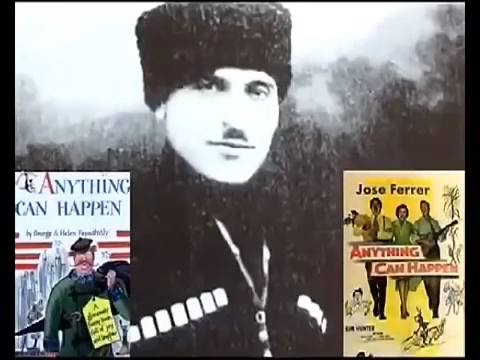 ANYTHING
CAN HAPPEN
by George & Helen Papashvily
Jose Ferrer
ANYTHING
CAN HAPPEN
KIM HUNTER